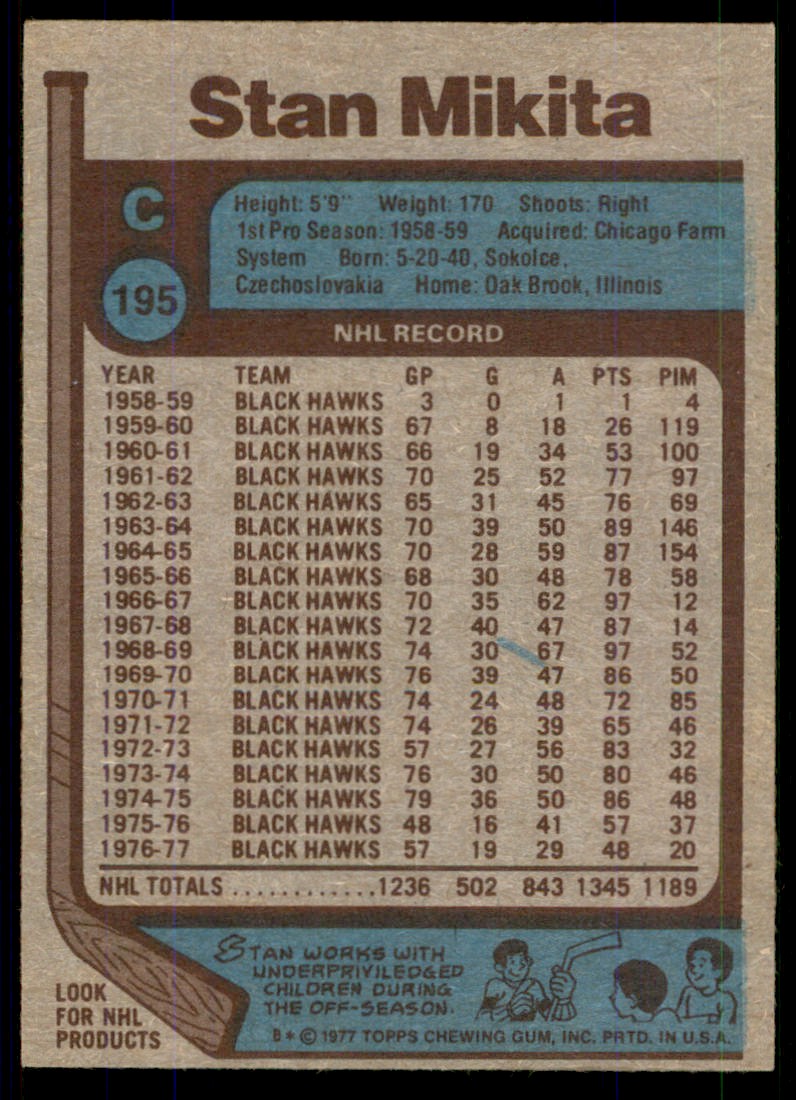 Stan Mikita
C
195
Height: 5'9" Weight: 170 Shoots: Right
1st Pro Season: 1958-59 Acquired: Chicago Farm
System Born: 5-20-40, Sokolce,
Czechoslovakia Home: Oak Brook, Illinois
NHL RECORD
YEAR TEAM GP G A PTS PIM
1958-59 BLACK HAWKS 3 0 1 1 4
1959-60 BLACK HAWKS 67 8 18 26 119
1960-61 BLACK HAWKS 66 19 34 53 100
1961-62 BLACK HAWKS 70 25 52 77 97
1962-63 BLACK HAWKS 65 31 45 76 69
1963-64 BLACK HAWKS 70 39 50 89 146
1964-65 BLACK HAWKS 70 28 59 87 154
1965-66 BLACK HAWKS 68 30 48 78 58
1966-67 BLACK HAWKS 70 35 62 97 12
1967-68 BLACK HAWKS 72 40 47 87 14
1968-69 BLACK HAWKS 74 30 67 97 52
1969-70 BLACK HAWKS 76 39 47 86 50
1970-71 BLACK HAWKS 74 24 48 72 85
1971-72 BLACK HAWKS 74 26 39 65 46
1972-73 BLACK HAWKS 57 27 56 83 32
1973-74 BLACK HAWKS 76 30 50 80 46
1974-75 BLACK HAWKS 79 36 50 86 48
1975-76 BLACK HAWKS 48 16 41 57 37
1976-77 BLACK HAWKS 57 19 29 48 20
NHL TOTALS ............1236 502 843 1345 1189
STAN WORKS WITH
UNDERPRIVILEDGED
CHILDREN DURING
THE OFF-SEASON.
LOOK
FOR NHL
PRODUCTS
B * © 1977 TOPPS CHEWING GUM, INC. PRTD. IN U.S.A.